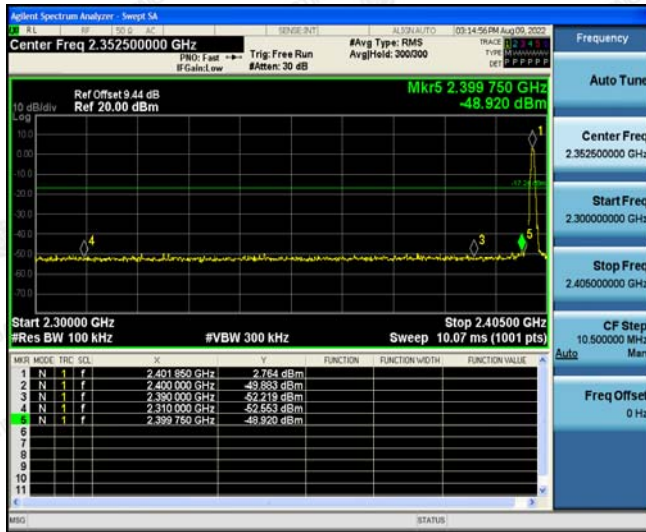 Agilent Spectrum Analyzer - Swept SA
RL RF 50 Ω AC SENSE:INT ALIGN AUTO 03:14:56 PM Aug 09, 2022
Center Freq 2.352500000 GHz
PNO: Fast
IFGain:Low
Trig: Free Run
#Atten: 30 dB
#Avg Type: RMS
Avg|Hold: 300/300
TRACE 1 2 3 4 5 6
TYPE
DET P P P P P P
Ref Offset 9.44 dB
Ref 20.00 dBm
10 dB/div
Log
Mkr5 2.399 750 GHz
-48.920 dBm
10.0
0.00
-10.0
-20.0
-30.0
-40.0
-50.0
-60.0
-70.0
1
3
4
5
Start 2.30000 GHz
Stop 2.40500 GHz
#Res BW 100 kHz
#VBW 300 kHz
Sweep 10.07 ms (1001 pts)
MKR MODE TRC SCL X Y FUNCTION FUNCTION WIDTH FUNCTION VALUE
1 N 1 f 2.401 850 GHz 2.764 dBm
2 N 1 f 2.400 000 GHz -49.883 dBm
3 N 1 f 2.390 000 GHz -52.219 dBm
4 N 1 f 2.310 000 GHz -52.553 dBm
5 N 1 f 2.399 750 GHz -48.920 dBm
6
7
8
9
10
11
MSG
STATUS
Frequency
Auto Tune
Center Freq
2.352500000 GHz
Start Freq
2.300000000 GHz
Stop Freq
2.405000000 GHz
CF Step
10.500000 MHz
Auto Man
Freq Offset
0 Hz